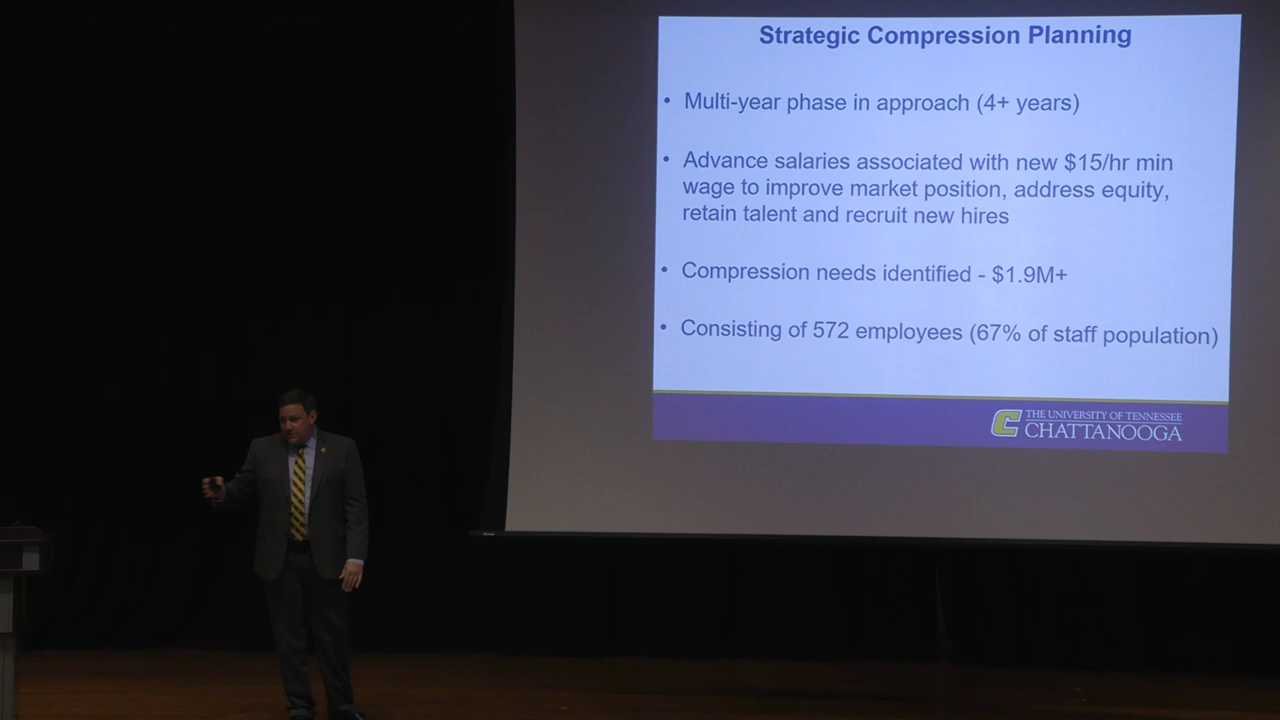 Strategic Compression Planning
• Multi-year phase in approach (4+ years)
• Advance salaries associated with new $15/hr min
wage to improve market position, address equity,
retain talent and recruit new hires
• Compression needs identified - $1.9M+
• Consisting of 572 employees (67% of staff population)
C THE UNIVERSITY OF TENNESSEE
CHATTANOOGA